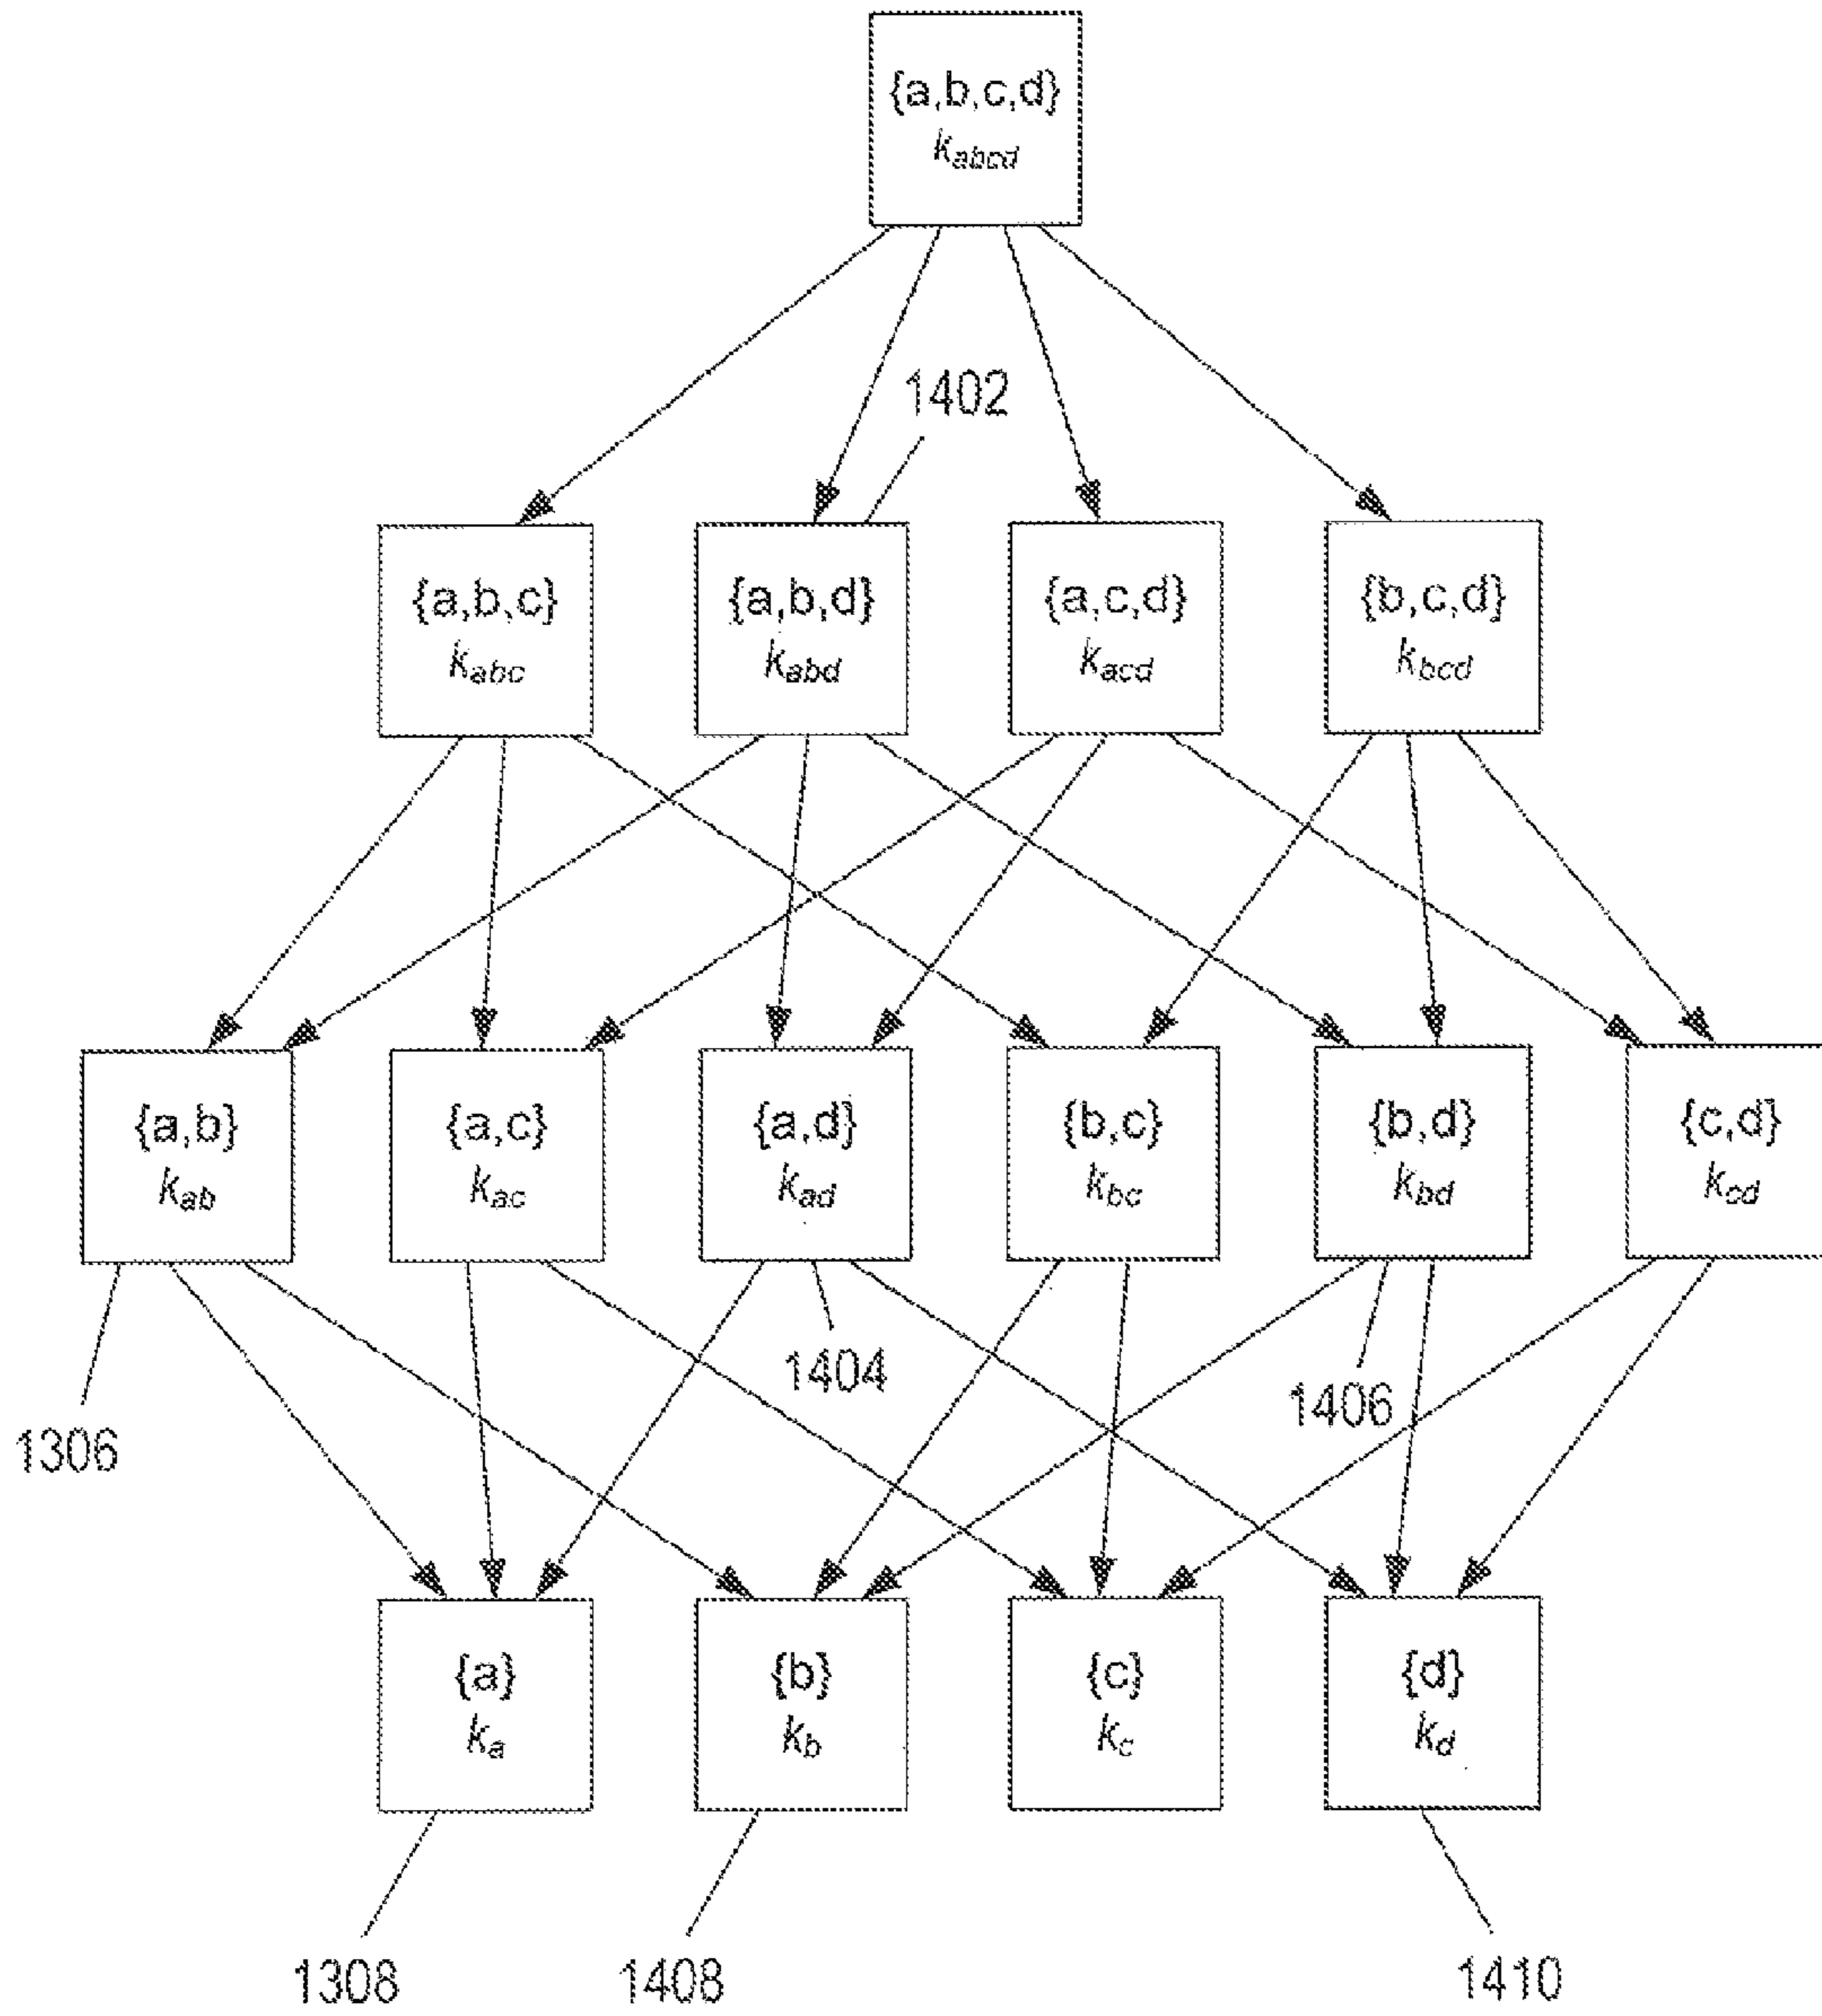 {a,b,c,d}
kabcd
1402
{a,b,c}
kabc
{a,b,d}
kabd
{a,c,d}
kacd
{b,c,d}
kbcd
{a,b}
kab
{a,c}
kac
{a,d}
kad
{b,c}
kbc
{b,d}
kbd
{c,d}
kcd
1306
1404
1406
{a}
ka
{b}
kb
{c}
kc
{d}
kd
1308
1408
1410